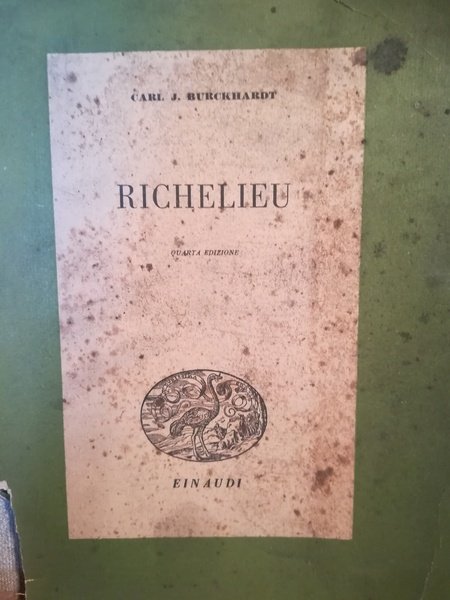 CARL J. BURCKHARDT
RICHELIEU
QUARTA EDIZIONE
EINAUDI